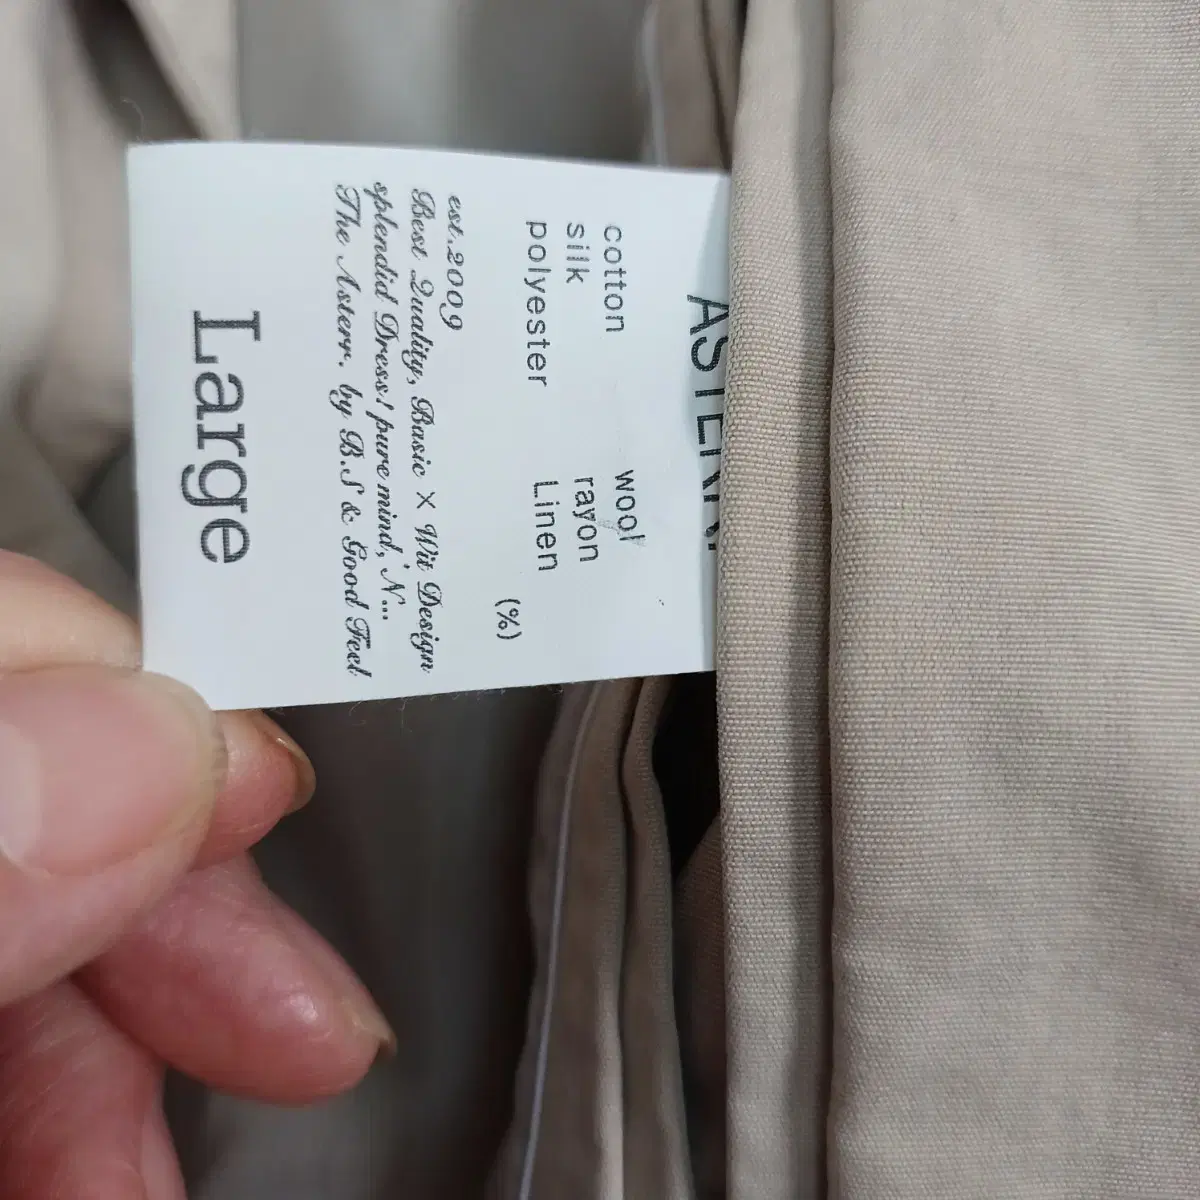 ASTERR.
cotton wool
silk rayon
polyester Linen
(%)
est.2009
Best Quality, Basic X Wit Design
splendid Dress! pure mind,' N...
The Asterr. by B.S & Good Feel
Large